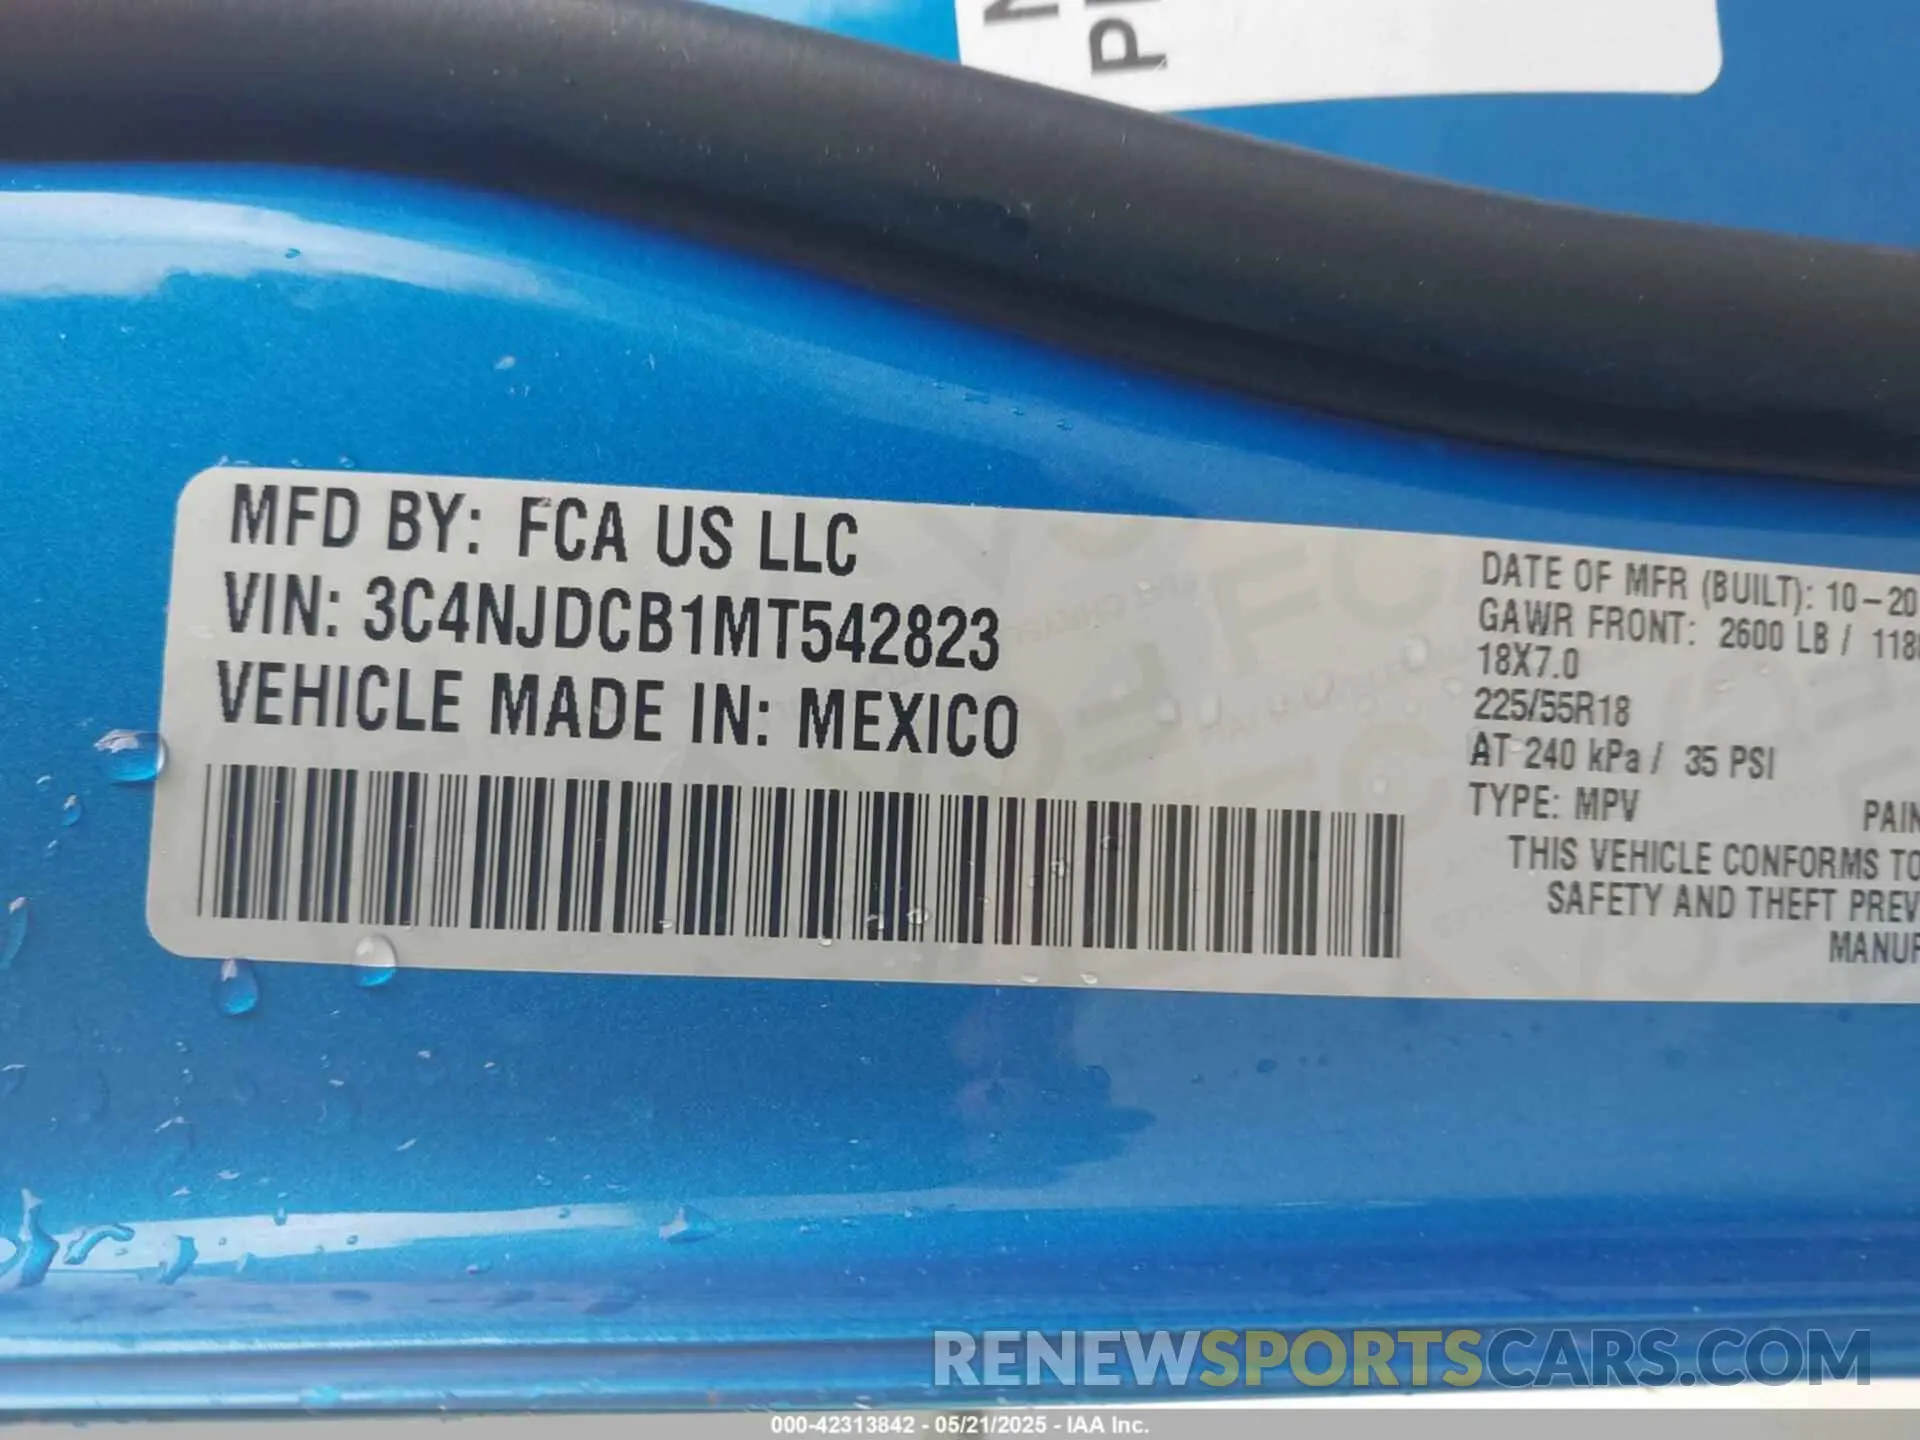 MFD BY: FCA US LLC
VIN: 3C4NJDCB1MT542823
VEHICLE MADE IN: MEXICO
DATE OF MFR (BUILT): 10-20
GAWR FRONT: 2600 LB / 118
18X7.0
225/55R18
AT 240 kPa / 35 PSI
TYPE: MPV
PAIN
THIS VEHICLE CONFORMS TO
SAFETY AND THEFT PREV
MANUF
RENEWSPORTSCARS.COM
000-42313842 - 05/21/2025 - IAA Inc.